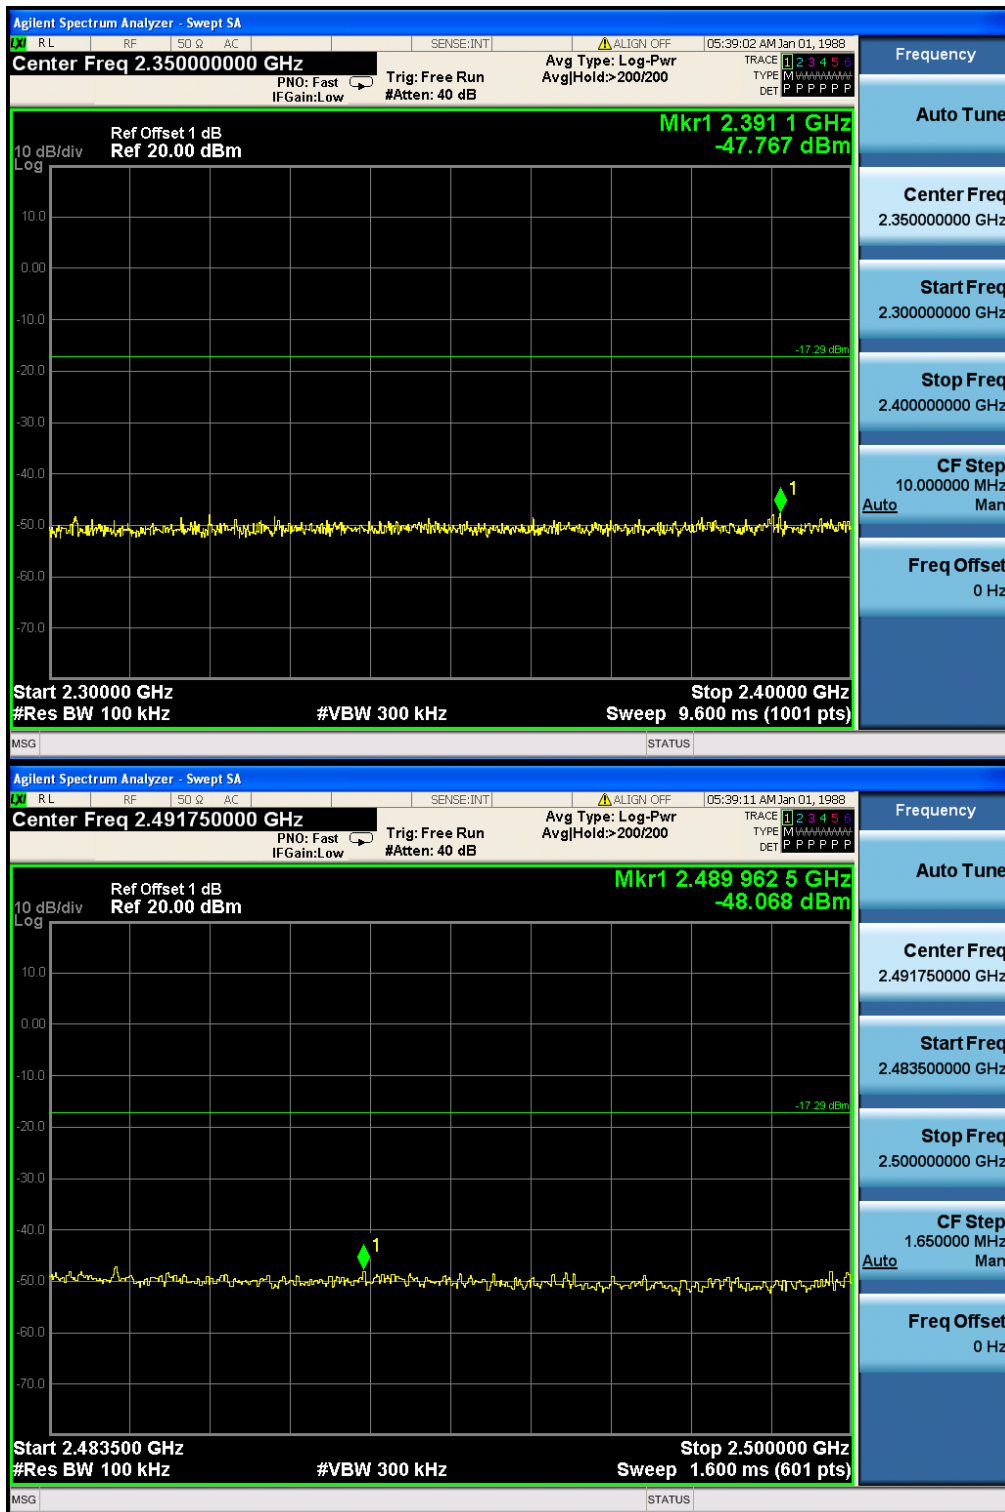 Agilent Spectrum Analyzer - Swept SA
LXI RL RF 50 Ω AC SENSE:INT ⚠ALIGN OFF 05:39:02 AM Jan 01, 1988
Center Freq 2.350000000 GHz
PNO: Fast
IFGain:Low
Trig: Free Run
#Atten: 40 dB
Avg Type: Log-Pwr
Avg|Hold:>200/200
TRACE 1 2 3 4 5 6
TYPE M WWWWW
DET P P P P P P
Ref Offset 1 dB
10 dB/div Ref 20.00 dBm
Log
Mkr1 2.391 1 GHz
-47.767 dBm
10.0
0.00
-10.0
-17.29 dBm
-20.0
-30.0
-40.0
1
-50.0
-60.0
-70.0
Start 2.30000 GHz Stop 2.40000 GHz
#Res BW 100 kHz #VBW 300 kHz Sweep 9.600 ms (1001 pts)
MSG STATUS
Frequency
Auto Tune
Center Freq
2.350000000 GHz
Start Freq
2.300000000 GHz
Stop Freq
2.400000000 GHz
CF Step
10.000000 MHz
Auto Man
Freq Offset
0 Hz
Agilent Spectrum Analyzer - Swept SA
LXI RL RF 50 Ω AC SENSE:INT ⚠ALIGN OFF 05:39:11 AM Jan 01, 1988
Center Freq 2.491750000 GHz
PNO: Fast
IFGain:Low
Trig: Free Run
#Atten: 40 dB
Avg Type: Log-Pwr
Avg|Hold:>200/200
TRACE 1 2 3 4 5 6
TYPE M WWWWW
DET P P P P P P
Ref Offset 1 dB
10 dB/div Ref 20.00 dBm
Log
Mkr1 2.489 962 5 GHz
-48.068 dBm
10.0
0.00
-10.0
-17.29 dBm
-20.0
-30.0
-40.0
1
-50.0
-60.0
-70.0
Start 2.483500 GHz Stop 2.500000 GHz
#Res BW 100 kHz #VBW 300 kHz Sweep 1.600 ms (601 pts)
MSG STATUS
Frequency
Auto Tune
Center Freq
2.491750000 GHz
Start Freq
2.483500000 GHz
Stop Freq
2.500000000 GHz
CF Step
1.650000 MHz
Auto Man
Freq Offset
0 Hz